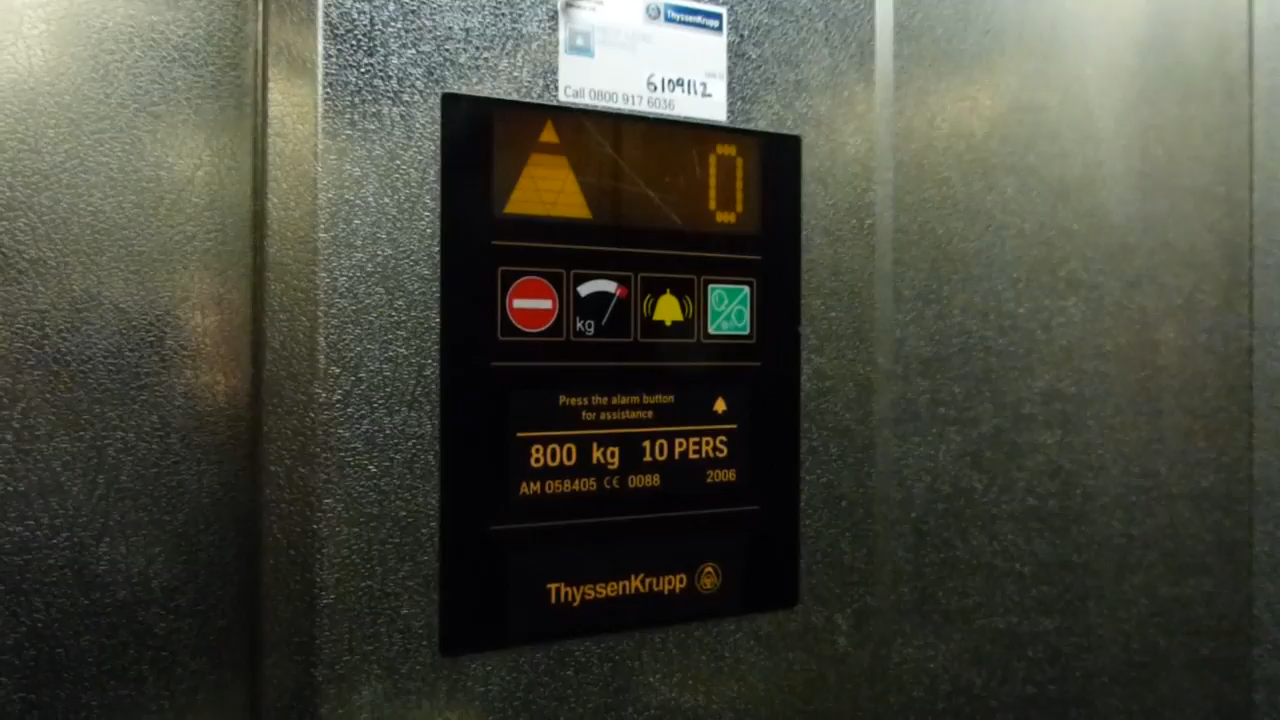 ThyssenKrupp
6109112
Call 0800 917 6036
0
kg
Press the alarm button
for assistance
800 kg 10 PERS
AM 058405 CE 0088 2006
ThyssenKrupp